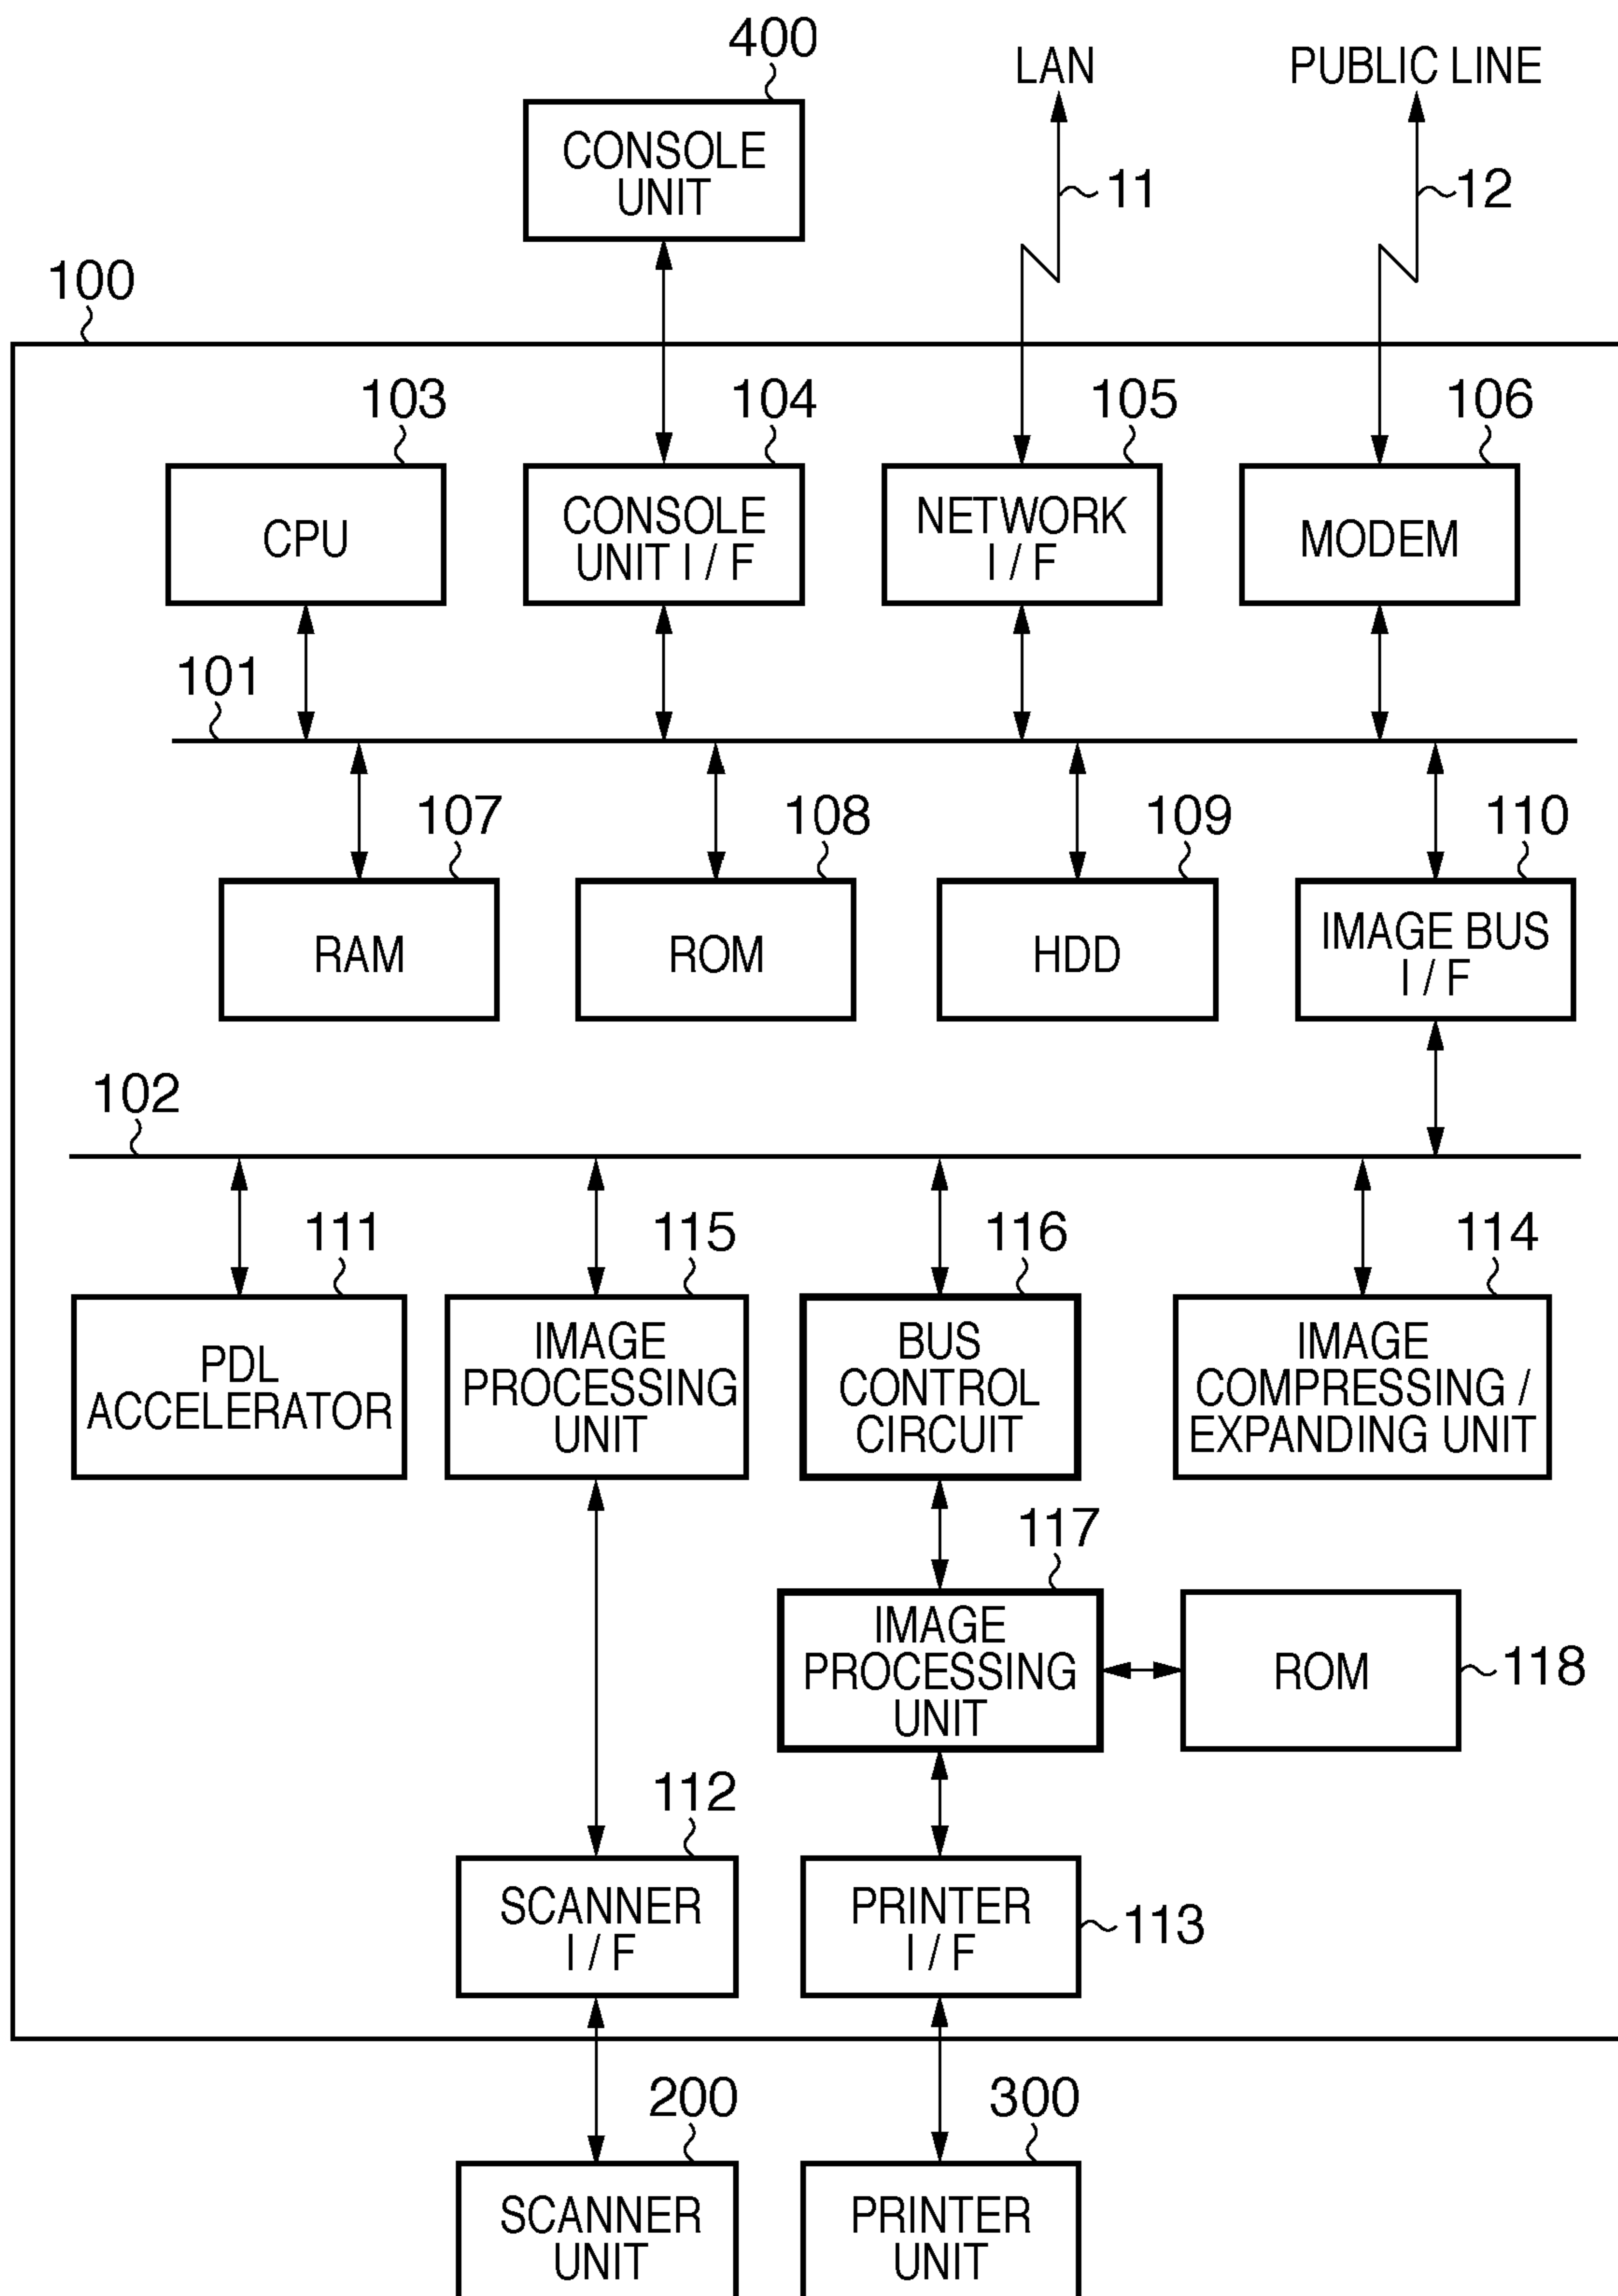 400
LAN
PUBLIC LINE
CONSOLE
UNIT
11
12
100
103
104
105
106
CPU
CONSOLE
UNIT I / F
NETWORK
I / F
MODEM
101
107
108
109
110
RAM
ROM
HDD
IMAGE BUS
I / F
102
111
115
116
114
PDL
ACCELERATOR
IMAGE
PROCESSING
UNIT
BUS
CONTROL
CIRCUIT
IMAGE
COMPRESSING /
EXPANDING UNIT
117
IMAGE
PROCESSING
UNIT
ROM
118
112
SCANNER
I / F
PRINTER
I / F
113
200
300
SCANNER
UNIT
PRINTER
UNIT